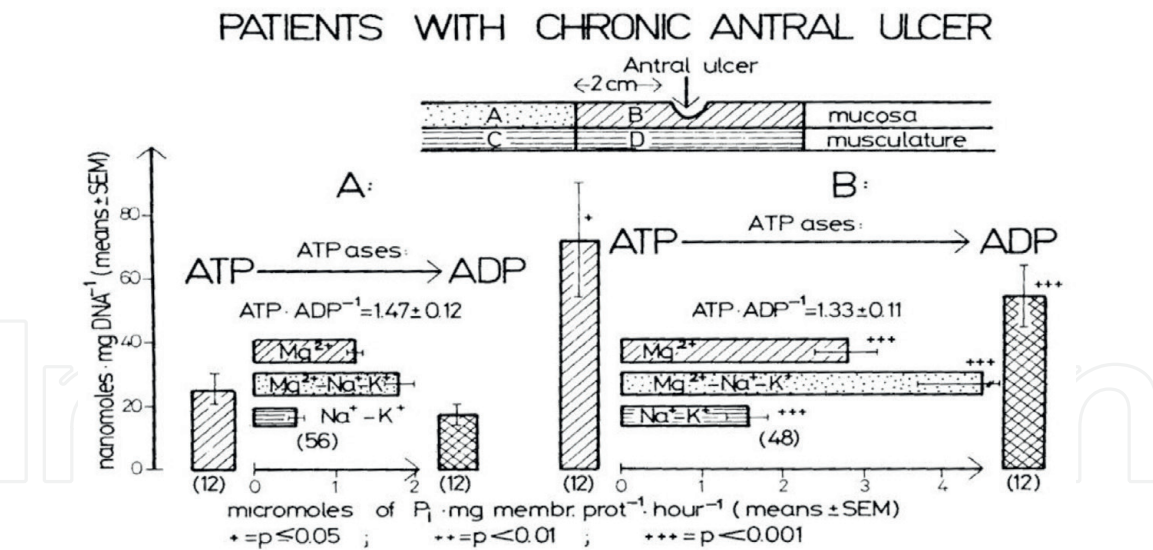 PATIENTS WITH CHRONIC ANTRAL ULCER
Antral ulcer
←2cm→
A B mucosa
C D musculature
nanomoles · mg DNA⁻¹ (means ± SEM)
80
60
40
20
0
A:
ATP ATPases: ADP
ATP · ADP⁻¹=1.47±0.12
Mg²⁺
Mg²⁺-Na⁺-K⁺
Na⁺-K⁺
(56)
(12) 0 1 2 (12)
B:
+
ATP ATPases: ADP
+++
ATP · ADP⁻¹=1.33±0.11
Mg²⁺ +++
Mg²⁺-Na⁺-K⁺ +++
Na⁺-K⁺ +++
(48)
(12) 0 1 2 3 4 (12)
micromoles of Pᵢ · mg membr. prot⁻¹ · hour⁻¹ (means ± SEM)
+=p≤0.05 ; ++=p<0.01 ; +++=p<0.001